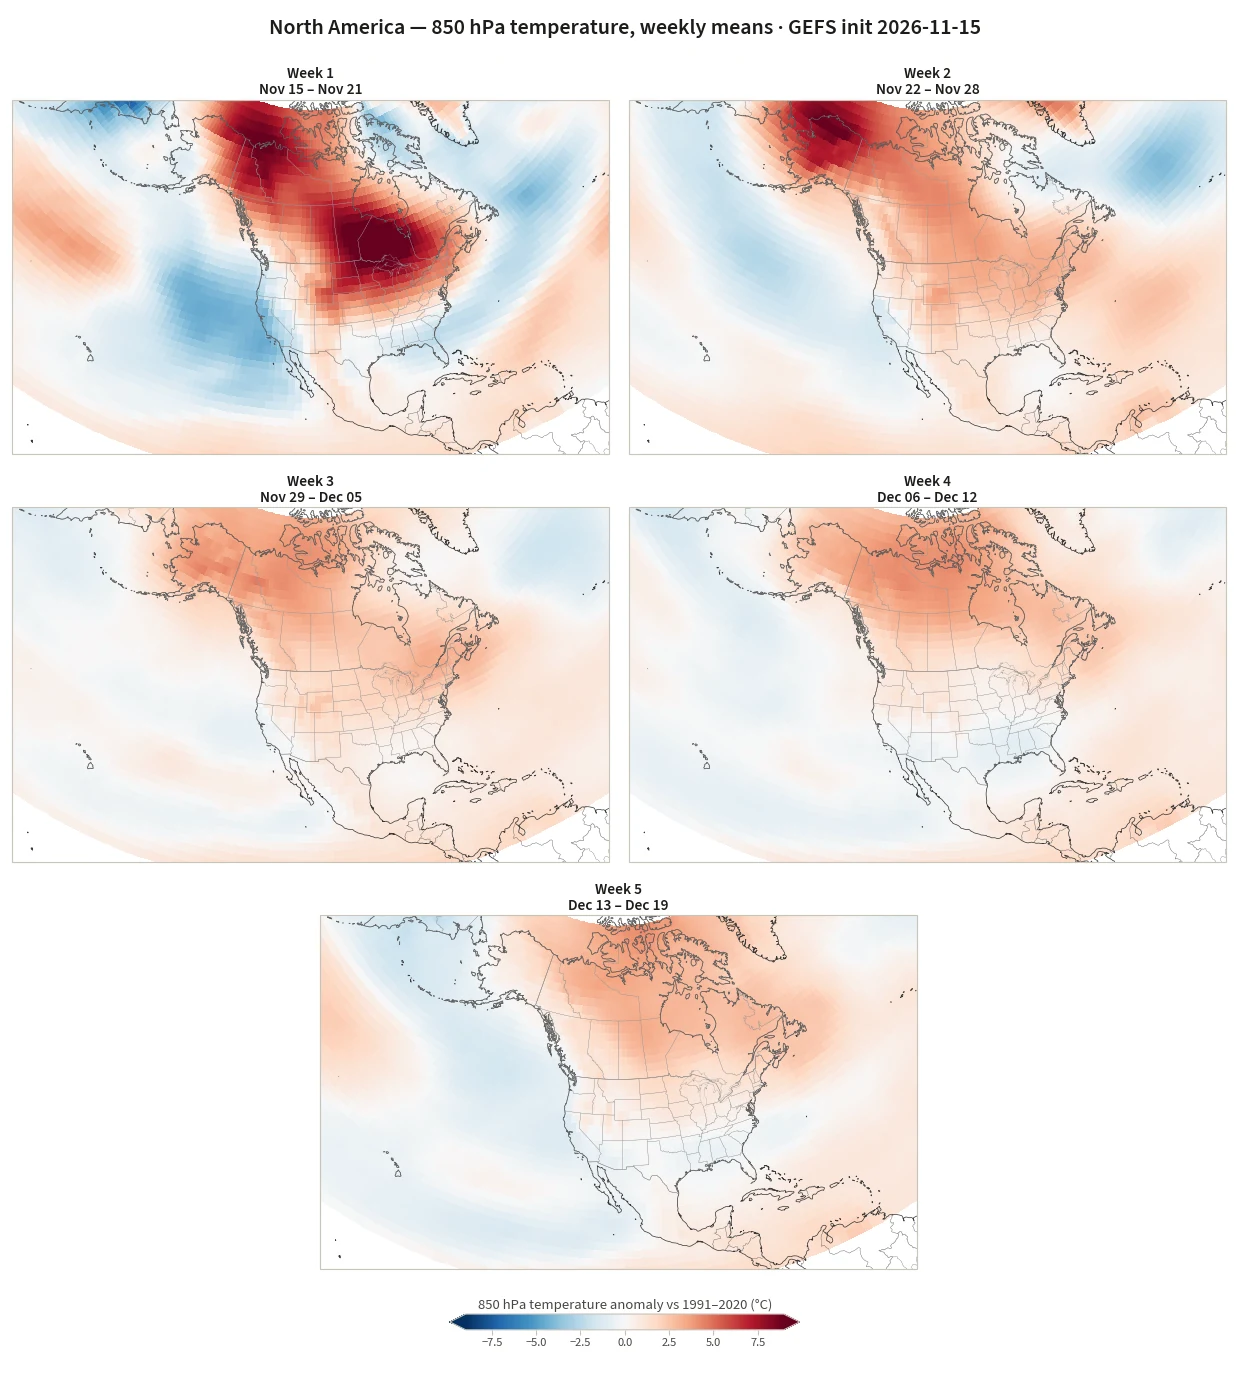 North America — 850 hPa temperature, weekly means · GEFS init 2026-11-15
Week 1
Nov 15 – Nov 21
Week 2
Nov 22 – Nov 28
Week 3
Nov 29 – Dec 05
Week 4
Dec 06 – Dec 12
Week 5
Dec 13 – Dec 19
850 hPa temperature anomaly vs 1991–2020 (°C)
−7.5 −5.0 −2.5 0.0 2.5 5.0 7.5